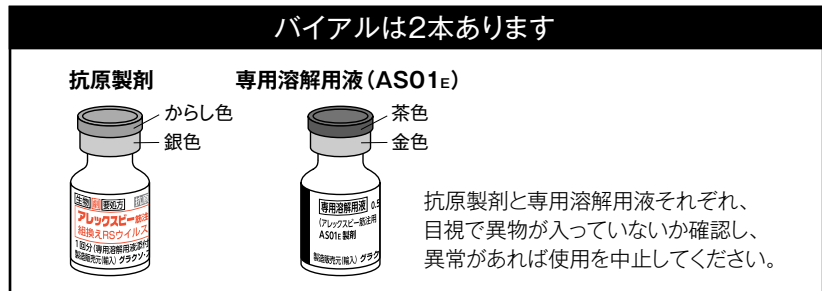 バイアルは2本あります
抗原製剤
専用溶解用液（AS01E）
からし色
銀色
茶色
金色
生物 劇 要処方
アレックスビー筋注
組換えRSウイルス
1回分（専用溶解用液添付
製造販売元（輸入）グラクソ・
専用溶解用液 0.5
（アレックスビー筋注用
AS01E 製剤
製造販売元（輸入）グラク
抗原製剤と専用溶解用液それぞれ、
目視で異物が入っていないか確認し、
異常があれば使用を中止してください。